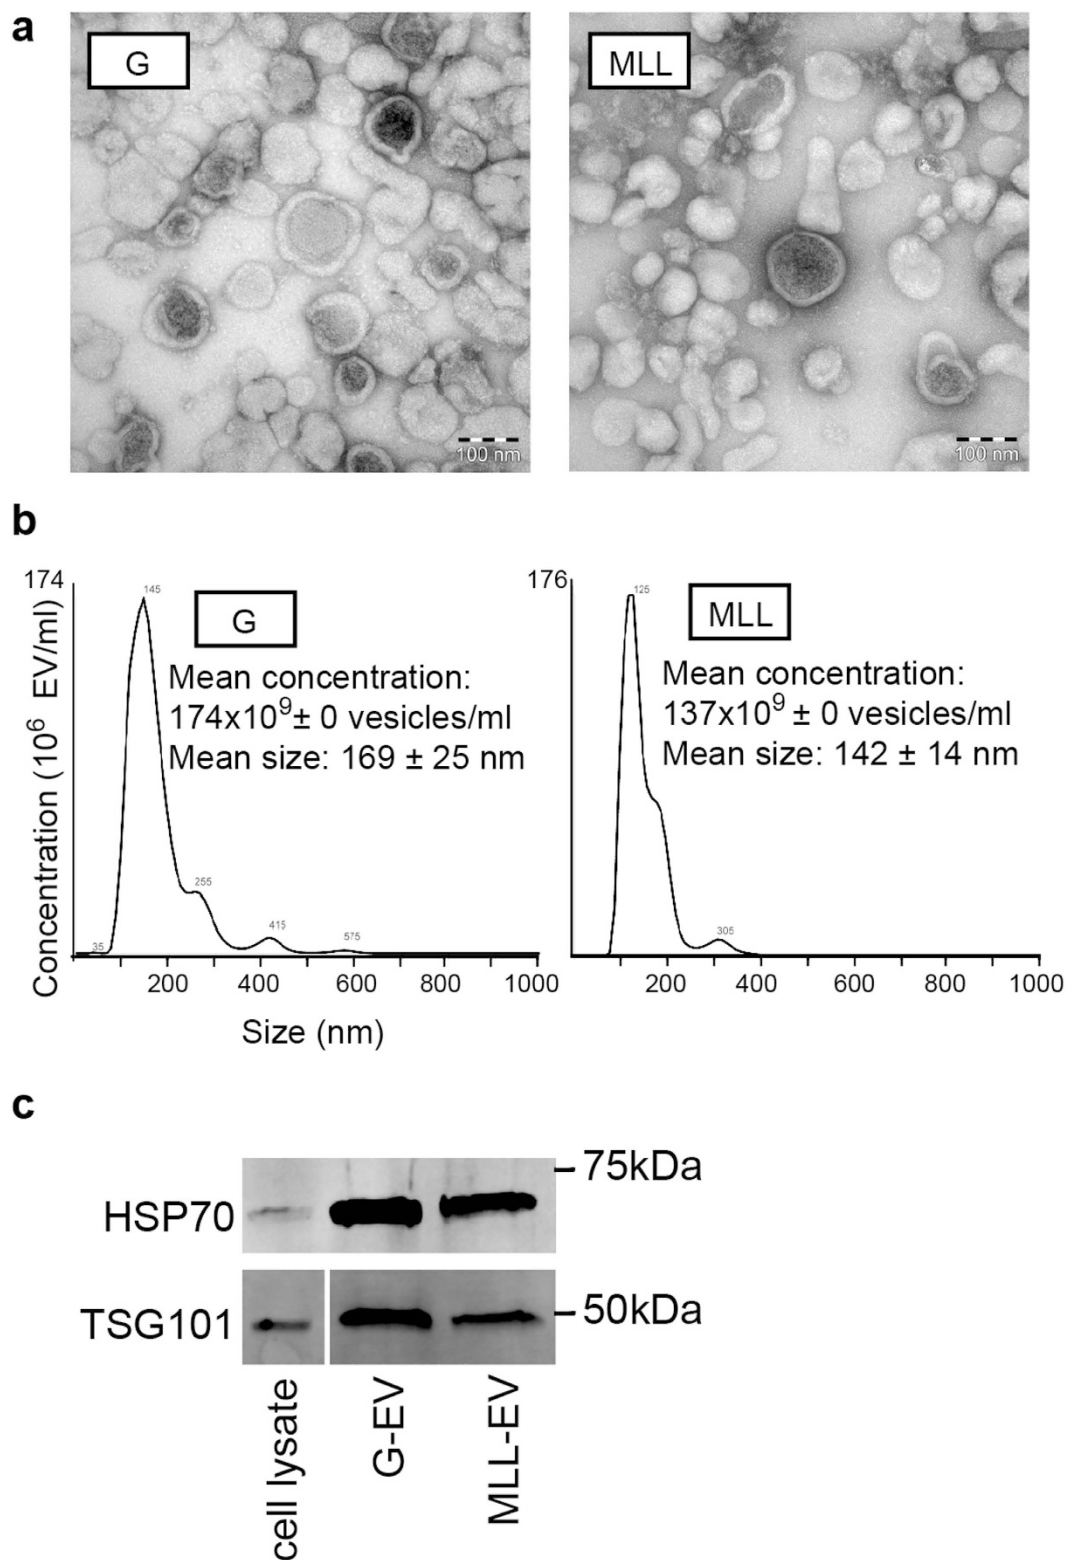 a
G
MLL
100 nm
100 nm
b
174
145
G
Mean concentration:
174x10⁹± 0 vesicles/ml
Mean size: 169 ± 25 nm
255
415
575
35
200
400
600
800
1000
Concentration (10⁶ EV/ml)
Size (nm)
176
125
MLL
Mean concentration:
137x10⁹ ± 0 vesicles/ml
Mean size: 142 ± 14 nm
305
200
400
600
800
1000
c
HSP70
75kDa
TSG101
50kDa
cell lysate
G-EV
MLL-EV